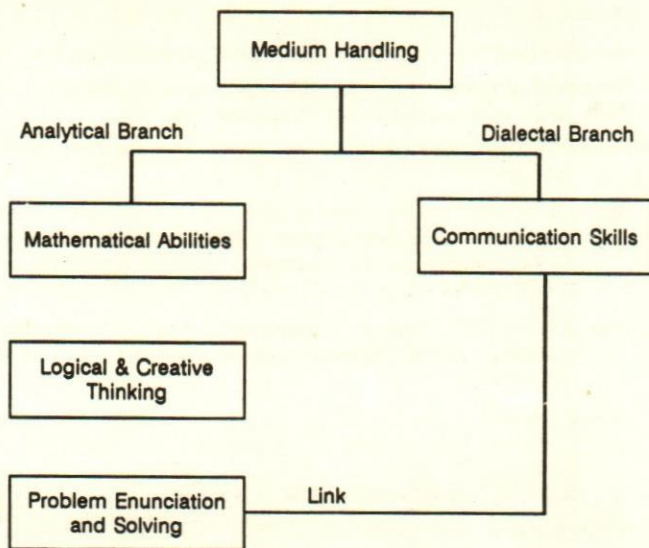 Medium Handling
Analytical Branch
Dialectal Branch
Mathematical Abilities
Communication Skills
Logical & Creative
Thinking
Problem Enunciation
and Solving
Link